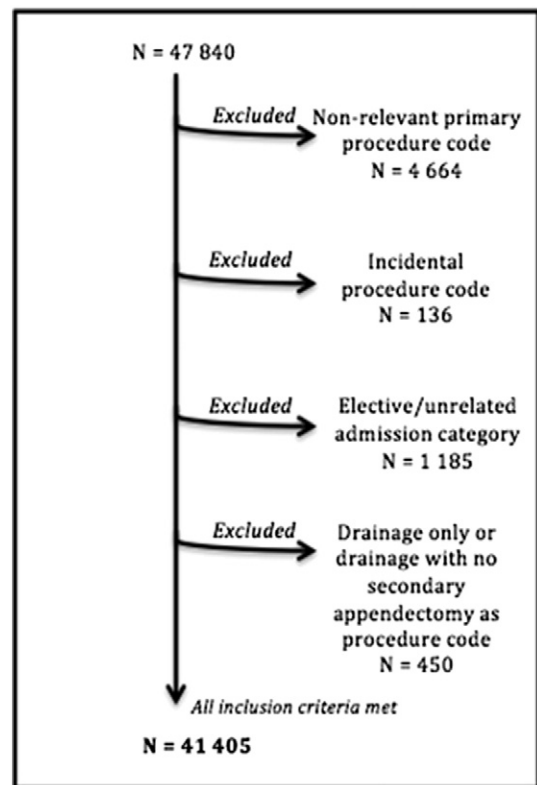 N = 47 840
Excluded
Non-relevant primary
procedure code
N = 4 664
Excluded
Incidental
procedure code
N = 136
Excluded
Elective/unrelated
admission category
N = 1 185
Excluded
Drainage only or
drainage with no
secondary
appendectomy as
procedure code
N = 450
All inclusion criteria met
N = 41 405